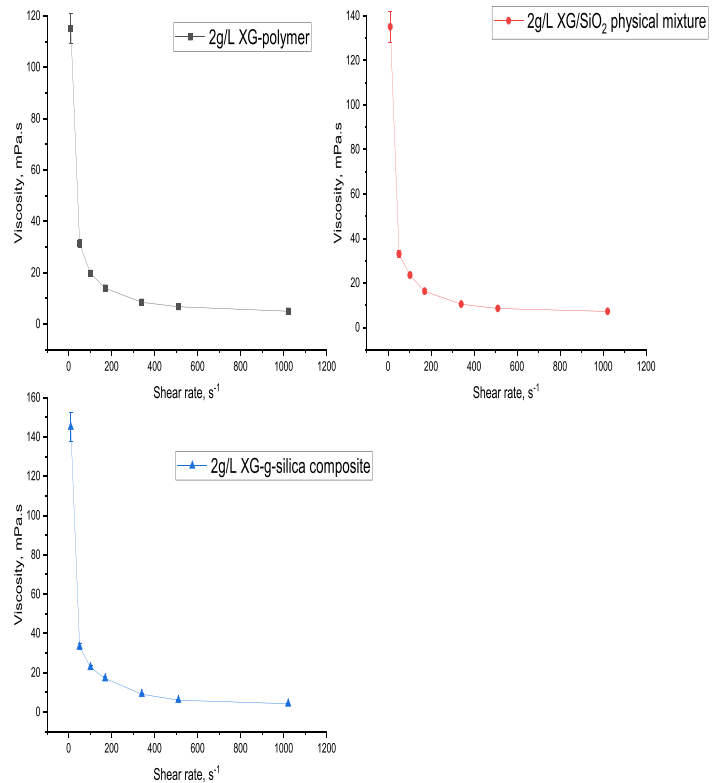 120
100
80
60
40
20
0
Viscosity, mPa.s
2g/L XG-polymer
0 200 400 600 800 1000 1200
Shear rate, s-1
140
120
100
80
60
40
20
0
Viscosity, mPa.s
2g/L XG/SiO2 physical mixture
0 200 400 600 800 1000 1200
Shear rate, s-1
160
140
120
100
80
60
40
20
0
Viscosity, mPa.s
2g/L XG-g-silica composite
0 200 400 600 800 1000 1200
Shear rate, s-1